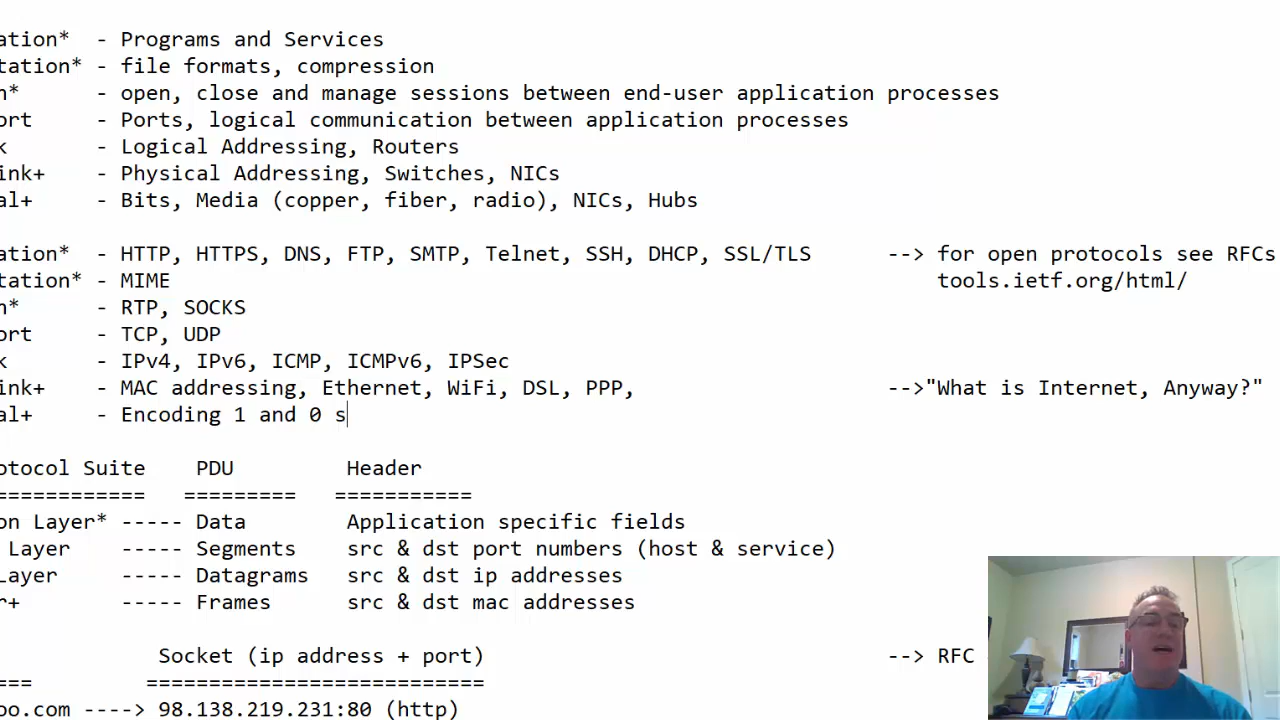 ation* - Programs and Services
tation* - file formats, compression
n* - open, close and manage sessions between end-user application processes
ort - Ports, logical communication between application processes
k - Logical Addressing, Routers
ink+ - Physical Addressing, Switches, NICs
al+ - Bits, Media (copper, fiber, radio), NICs, Hubs
ation* - HTTP, HTTPS, DNS, FTP, SMTP, Telnet, SSH, DHCP, SSL/TLS --> for open protocols see RFCs
tation* - MIME tools.ietf.org/html/
n* - RTP, SOCKS
ort - TCP, UDP
k - IPv4, IPv6, ICMP, ICMPv6, IPSec
ink+ - MAC addressing, Ethernet, WiFi, DSL, PPP, -->"What is Internet, Anyway?"
al+ - Encoding 1 and 0 s
otocol Suite PDU Header
============ ========= ===========
on Layer* ----- Data Application specific fields
Layer ----- Segments src & dst port numbers (host & service)
Layer ----- Datagrams src & dst ip addresses
r+ ----- Frames src & dst mac addresses
Socket (ip address + port) --> RFC
=== ===========================
oo.com ----> 98.138.219.231:80 (http)